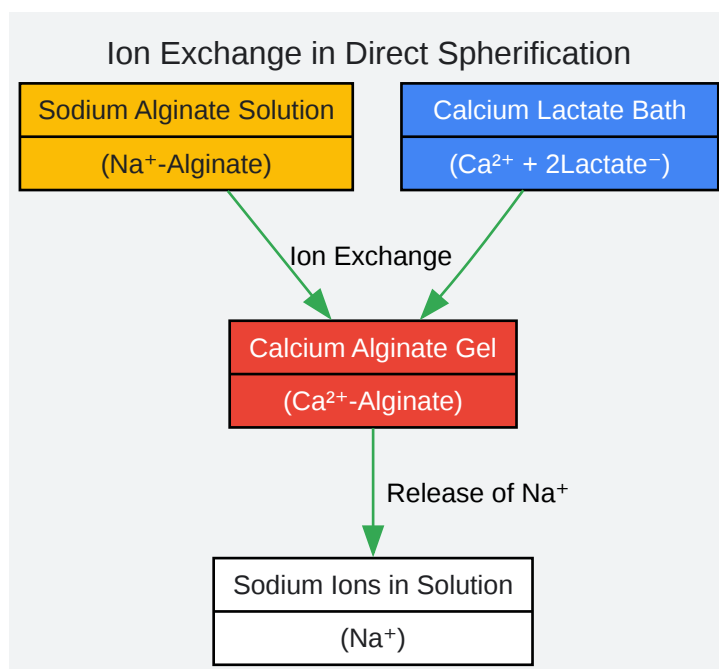 Ion Exchange in Direct Spherification
Sodium Alginate Solution
(Na⁺-Alginate)
Calcium Lactate Bath
(Ca²⁺ + 2Lactate⁻)
Ion Exchange
Calcium Alginate Gel
(Ca²⁺-Alginate)
Release of Na⁺
Sodium Ions in Solution
(Na⁺)